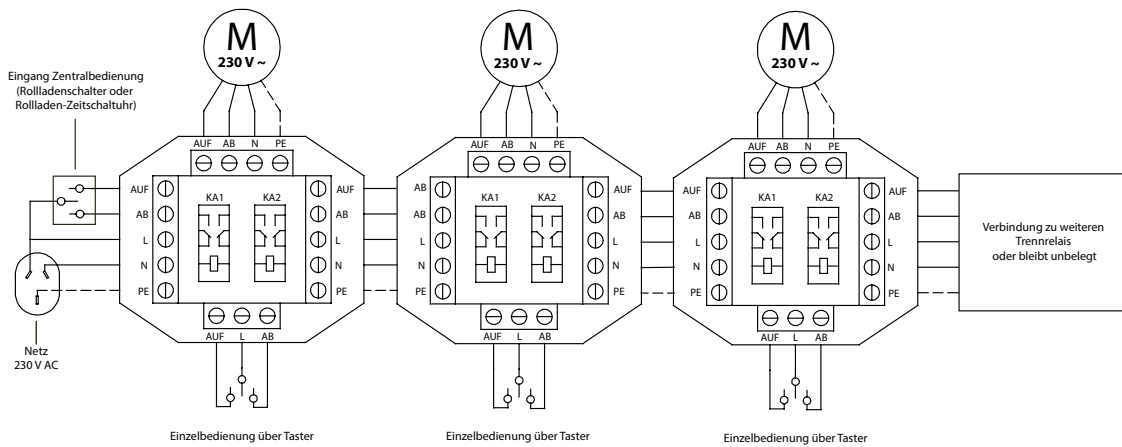 M
230 V ~
M
230 V ~
M
230 V ~
Eingang Zentralbedienung
(Rollladenschalter oder
Rollladen-Zeitschaltuhr)
AUF AB N PE
AUF AB N PE
AUF AB N PE
AUF
AB
L
N
PE
KA1 KA2
AUF
AB
L
N
PE
AB
AB
L
N
PE
KA1 KA2
AUF
AB
L
N
PE
AUF
AB
L
N
PE
KA1 KA2
AUF
AB
L
N
PE
Verbindung zu weiteren
Trennrelais
oder bleibt unbelegt
AUF L AB
AUF L AB
AUF L AB
Netz
230 V AC
Einzelbedienung über Taster
Einzelbedienung über Taster
Einzelbedienung über Taster